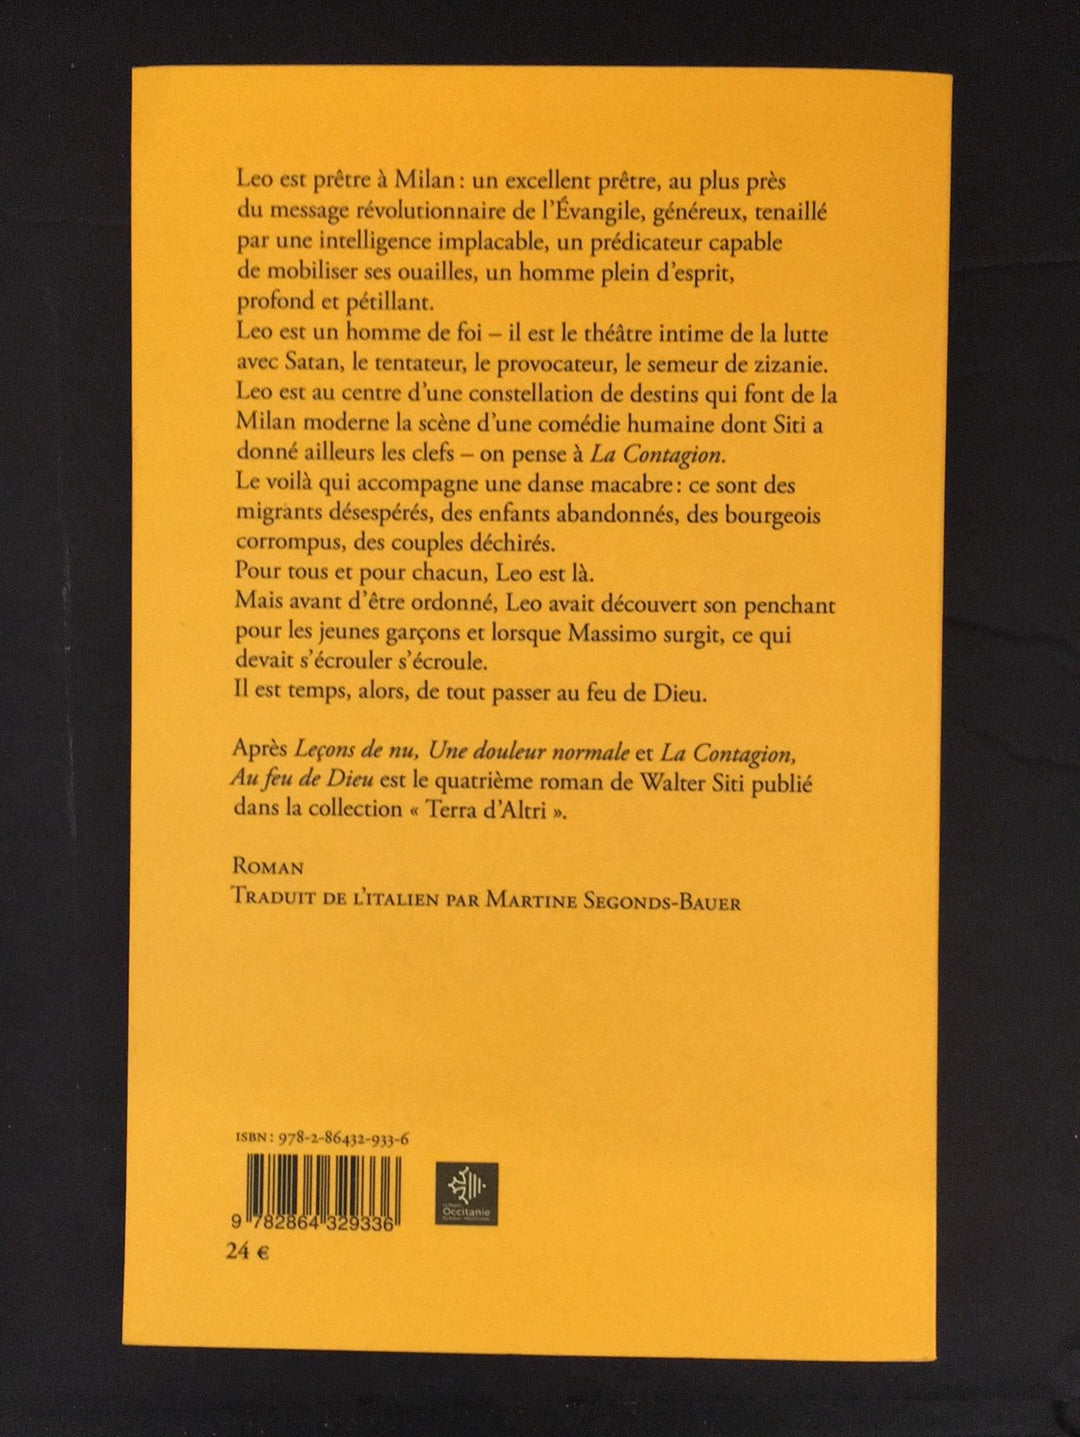 Leo est prêtre à Milan : un excellent prêtre, au plus près
du message révolutionnaire de l'Évangile, généreux, tenaillé
par une intelligence implacable, un prédicateur capable
de mobiliser ses ouailles, un homme plein d'esprit,
profond et pétillant.
Leo est un homme de foi – il est le théâtre intime de la lutte
avec Satan, le tentateur, le provocateur, le semeur de zizanie.
Leo est au centre d'une constellation de destins qui font de la
Milan moderne la scène d'une comédie humaine dont Siti a
donné ailleurs les clefs – on pense à La Contagion.
Le voilà qui accompagne une danse macabre : ce sont des
migrants désespérés, des enfants abandonnés, des bourgeois
corrompus, des couples déchirés.
Pour tous et pour chacun, Leo est là.
Mais avant d'être ordonné, Leo avait découvert son penchant
pour les jeunes garçons et lorsque Massimo surgit, ce qui
devait s'écrouler s'écroule.
Il est temps, alors, de tout passer au feu de Dieu.
Après Leçons de nu, Une douleur normale et La Contagion,
Au feu de Dieu est le quatrième roman de Walter Siti publié
dans la collection « Terra d'Altri ».
ROMAN
TRADUIT DE L'ITALIEN PAR MARTINE SEGONDS-BAUER
ISBN : 978-2-86432-933-6
9 782864 329336
24 €
Occitanie